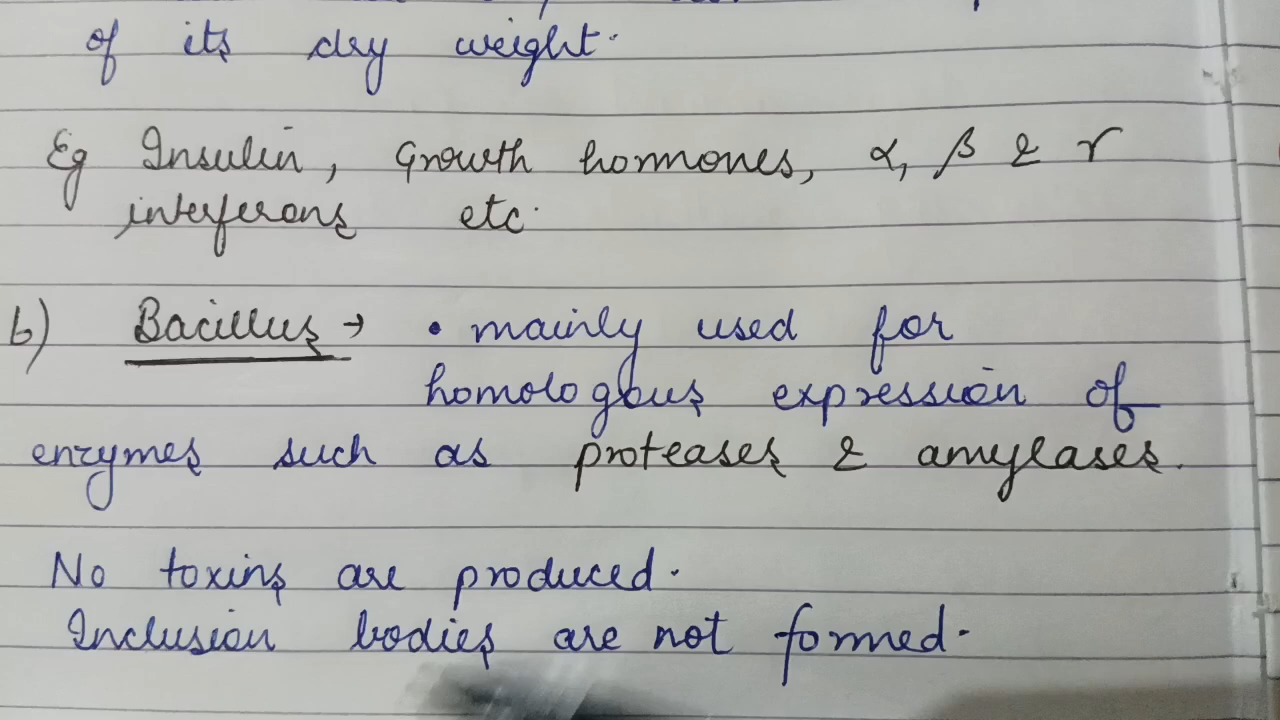 of its dry weight.
Eg Insulin, Growth hormones, α, β & γ
interferons etc.
b) Bacillus → • mainly used for
homologous expression of
enzymes such as proteases & amylases.
No toxins are produced.
Inclusion bodies are not formed.